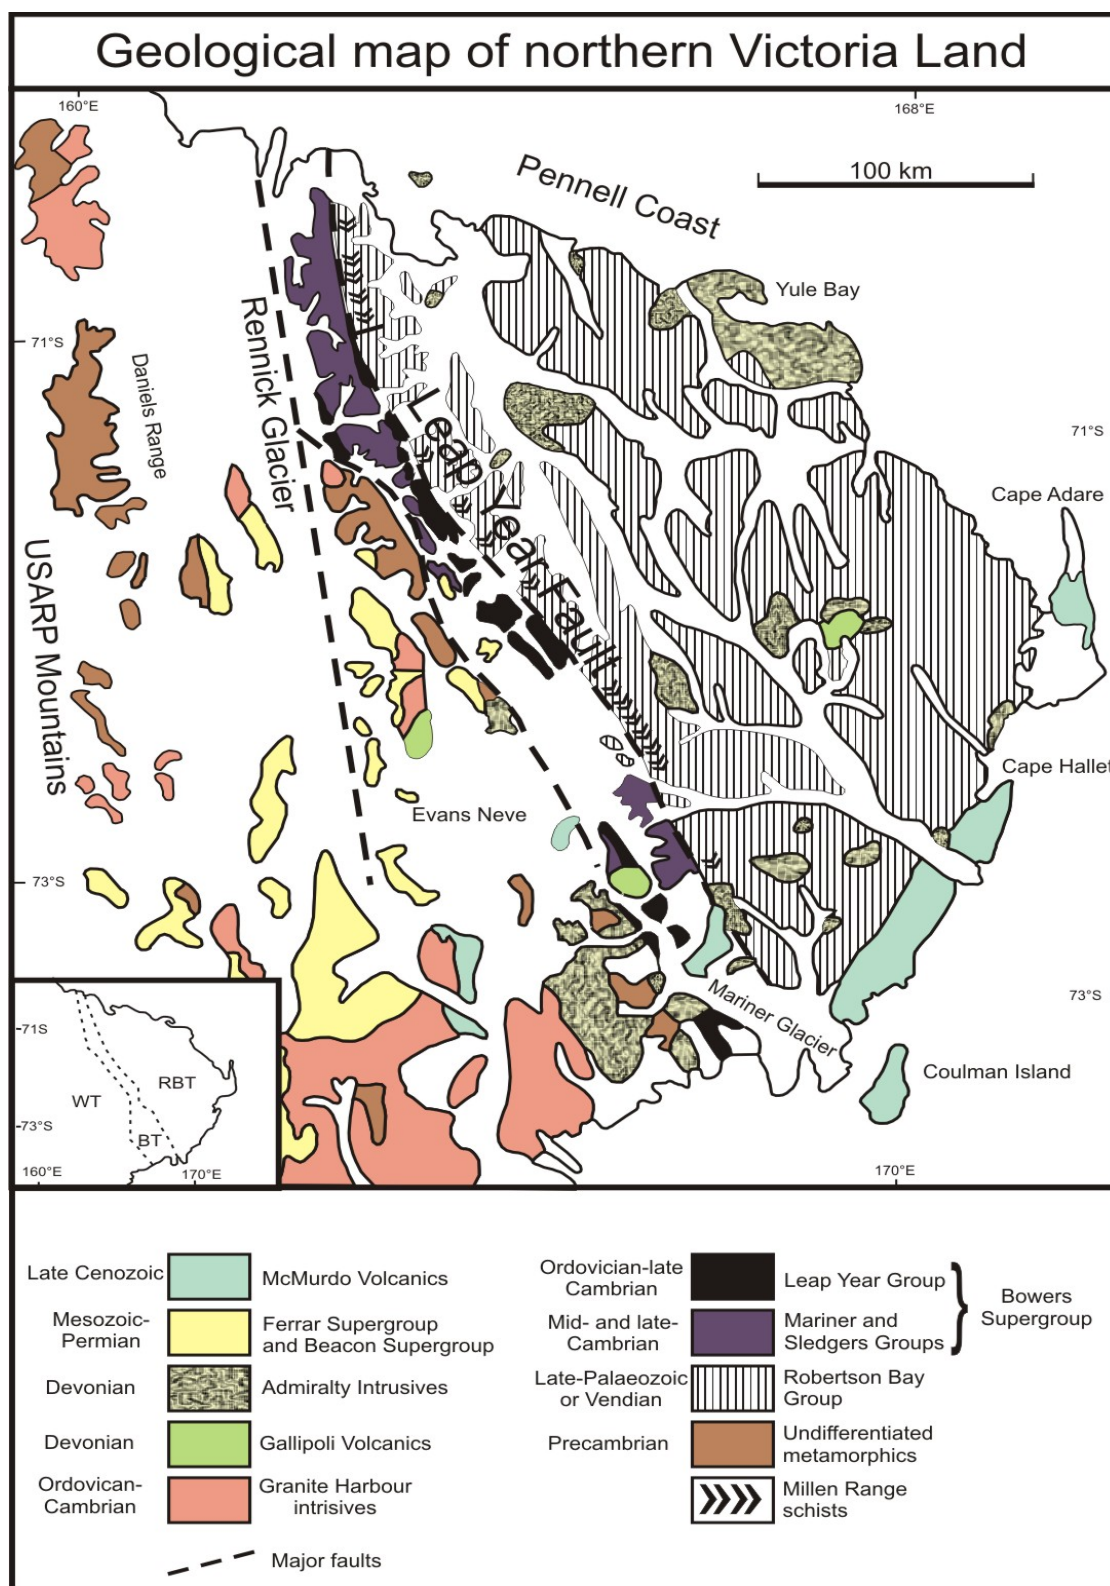 Geological map of northern Victoria Land
160°E
168°E
100 km
Pennell Coast
Yule Bay
71°S
71°S
Rennick Glacier
Daniels Range
Leap Year Fault
Cape Adare
USARP Mountains
Cape Hallet
Evans Neve
73°S
73°S
Mariner Glacier
Coulman Island
170°E
71S
RBT
WT
73°S
BT
160°E
170°E
Late Cenozoic
McMurdo Volcanics
Mesozoic-
Permian
Ferrar Supergroup
and Beacon Supergroup
Devonian
Admiralty Intrusives
Devonian
Gallipoli Volcanics
Ordovican-
Cambrian
Granite Harbour
intrisives
Major faults
Ordovician-late
Cambrian
Leap Year Group
Mid- and late-
Cambrian
Mariner and
Sledgers Groups
Bowers
Supergroup
Late-Palaeozoic
or Vendian
Robertson Bay
Group
Precambrian
Undifferentiated
metamorphics
Millen Range
schists